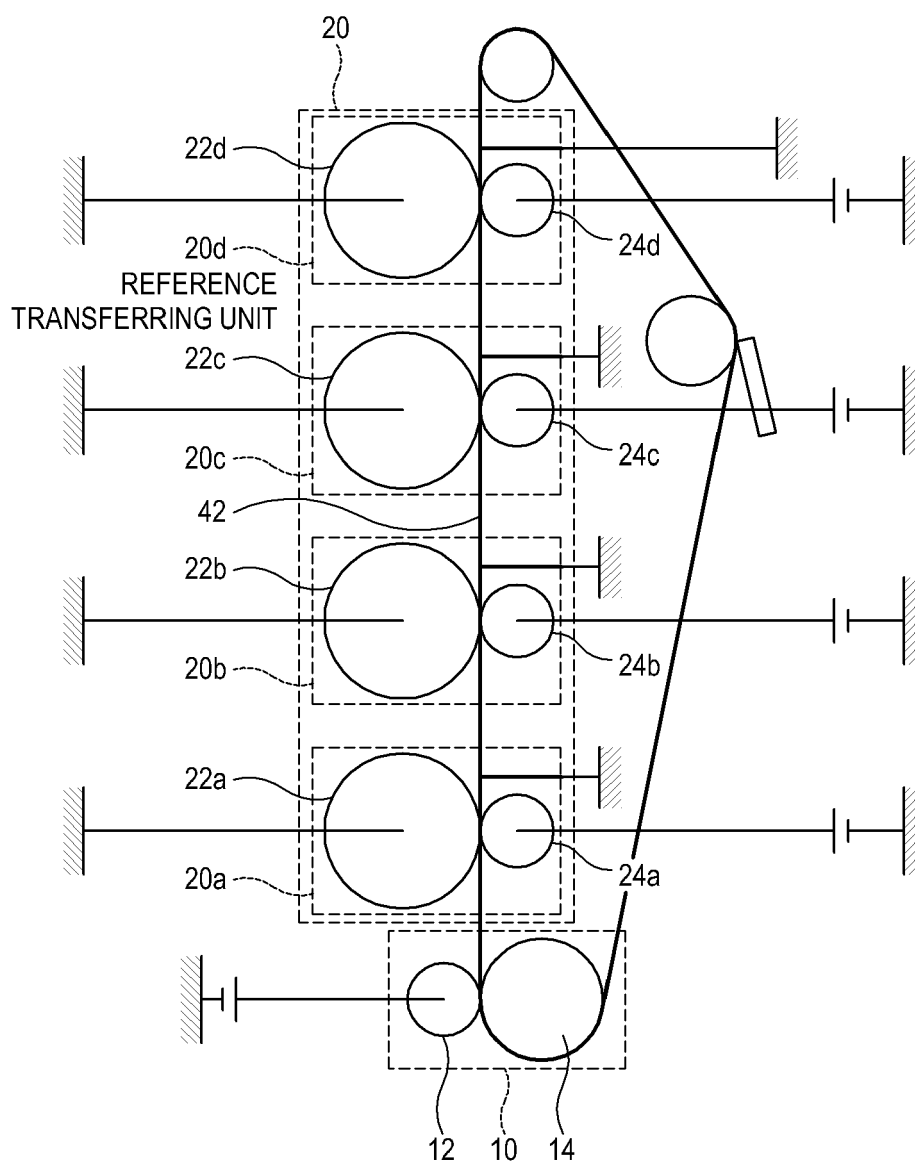 20
22d
20d
24d
REFERENCE
TRANSFERRING UNIT
22c
20c
24c
42
22b
20b
24b
22a
20a
24a
12
10
14